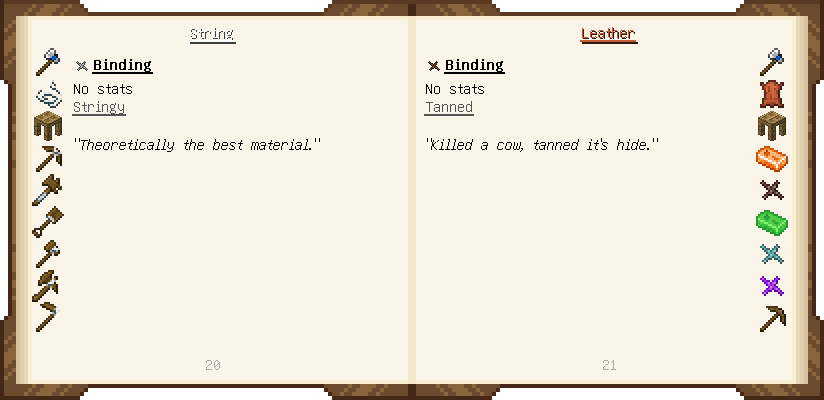 String
Binding
No stats
Stringy
"Theoretically the best material."
20
Leather
Binding
No stats
Tanned
"Killed a cow, tanned it's hide."
21